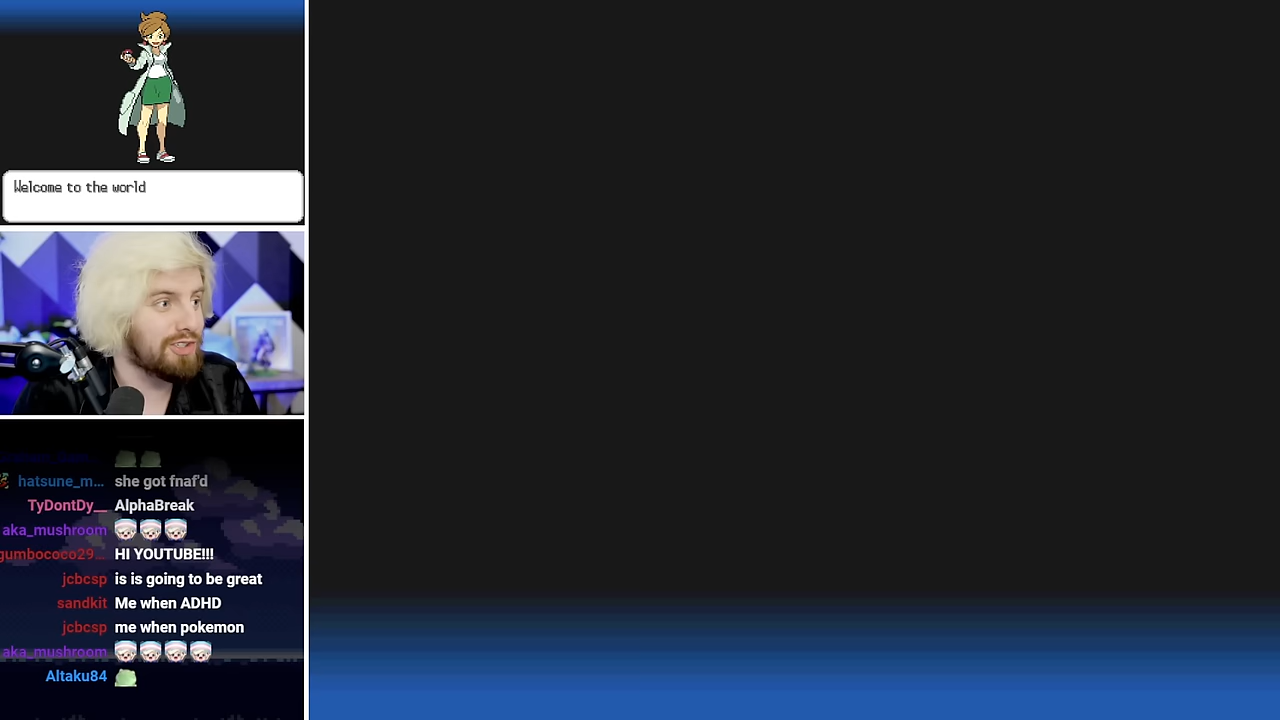 Welcome to the world
hatsune_m... she got fnaf'd
TyDontDy__ AlphaBreak
aka_mushroom
gumbococo29... HI YOUTUBE!!!
jcbcsp is is going to be great
sandkit Me when ADHD
jcbcsp me when pokemon
aka_mushroom
Altaku84